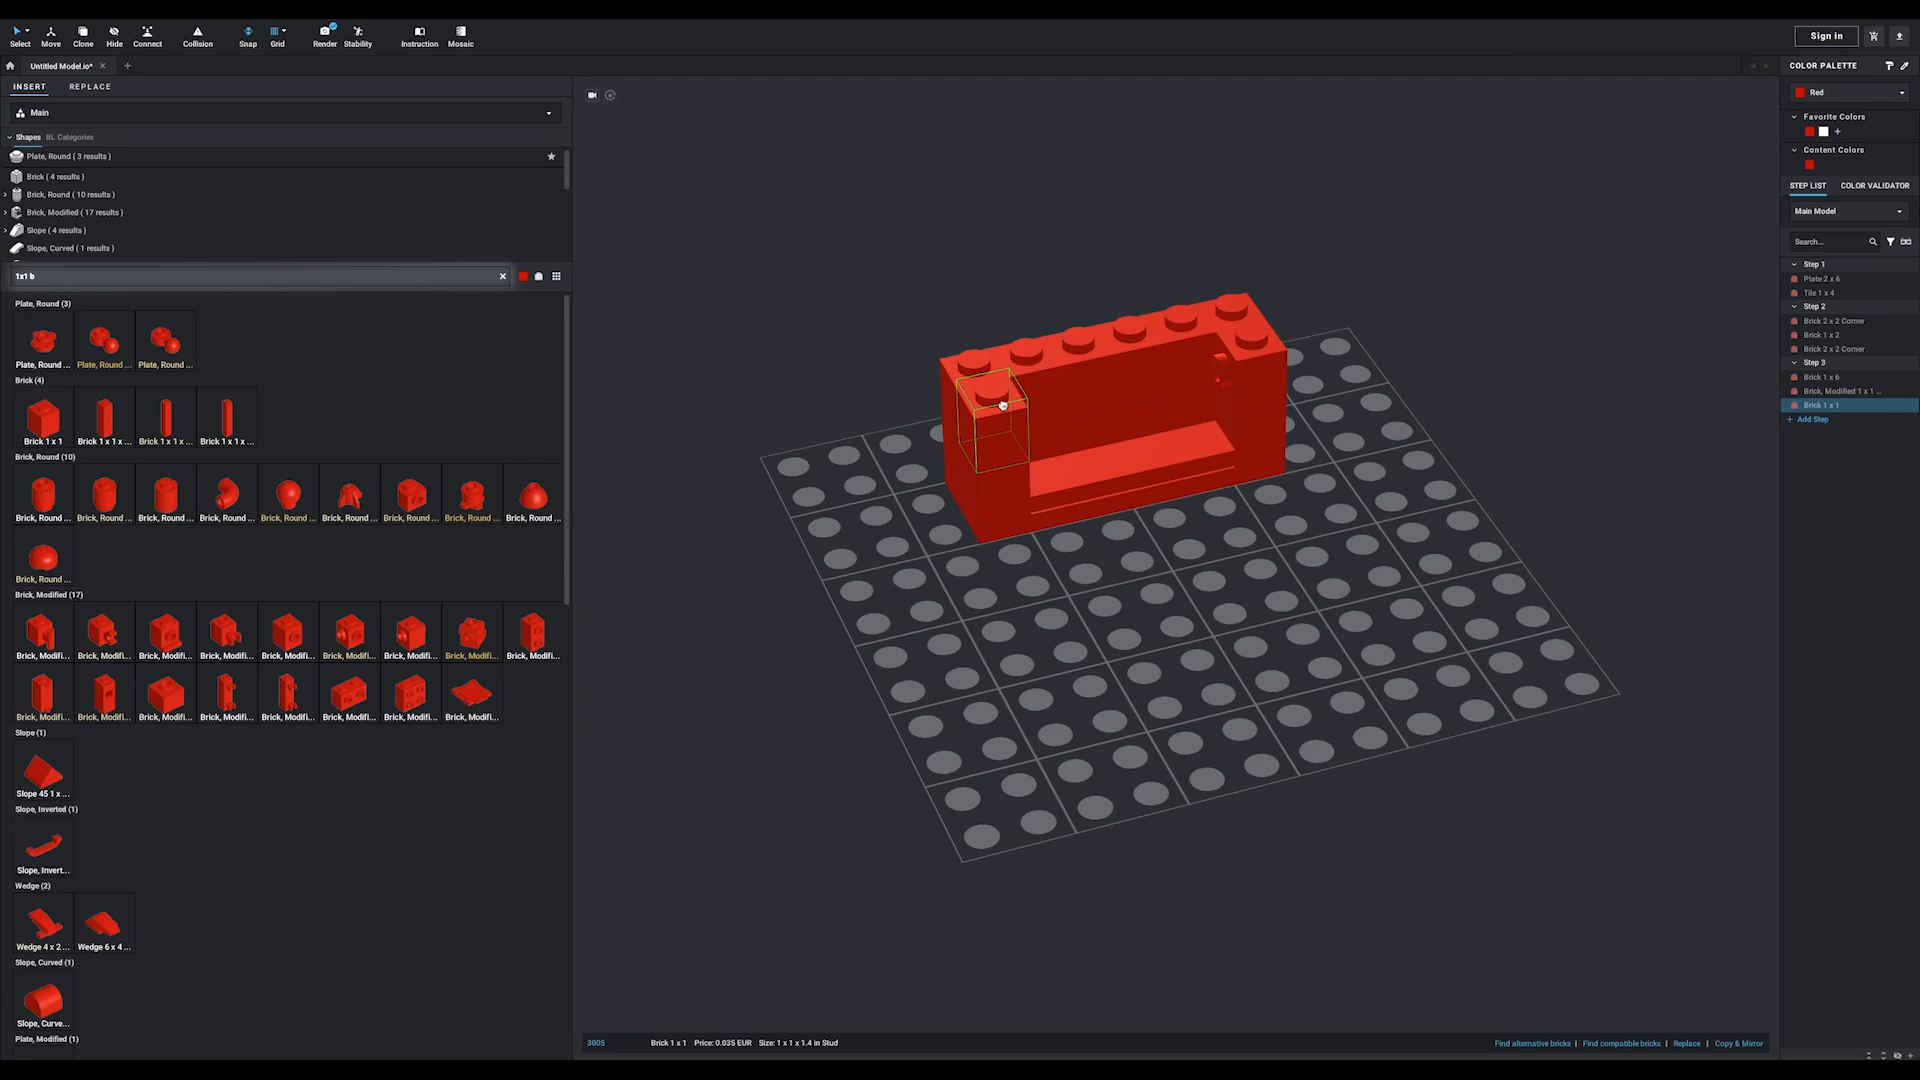 Select Move Clone Hide Connect Collision Snap Grid Render Stability Instruction Mosaic
Sign in
Untitled Model.io*
INSERT REPLACE
Main
Shapes BL Categories
Plate, Round ( 3 results )
Brick ( 4 results )
Brick, Round ( 10 results )
Brick, Modified ( 17 results )
Slope ( 4 results )
Slope, Curved ( 1 results )
1x1 b
Plate, Round (3)
Plate, Round ... Plate, Round ... Plate, Round ...
Brick (4)
Brick 1 x 1 Brick 1 x 1 x ... Brick 1 x 1 x ... Brick 1 x 1 x ...
Brick, Round (10)
Brick, Round ... Brick, Round ... Brick, Round ... Brick, Round ... Brick, Round ... Brick, Round ... Brick, Round ... Brick, Round ... Brick, Round ...
Brick, Round ...
Brick, Modified (17)
Brick, Modifi... Brick, Modifi... Brick, Modifi... Brick, Modifi... Brick, Modifi... Brick, Modifi... Brick, Modifi... Brick, Modifi... Brick, Modifi...
Brick, Modifi... Brick, Modifi... Brick, Modifi... Brick, Modifi... Brick, Modifi... Brick, Modifi... Brick, Modifi... Brick, Modifi...
Slope (1)
Slope 45 1 x ...
Slope, Inverted (1)
Slope, Invert...
Wedge (2)
Wedge 4 x 2 ... Wedge 6 x 4 ...
Slope, Curved (1)
Slope, Curve...
Plate, Modified (1)
3005 Brick 1 x 1 Price: 0.035 EUR Size: 1 x 1 x 1.4 in Stud
Find alternative bricks | Find compatible bricks | Replace | Copy & Mirror
COLOR PALETTE
Red
Favorite Colors
Content Colors
STEP LIST COLOR VALIDATOR
Main Model
Search...
Step 1
Plate 2 x 6
Tile 1 x 4
Step 2
Brick 2 x 2 Corner
Brick 1 x 2
Brick 2 x 2 Corner
Step 3
Brick 1 x 6
Brick, Modified 1 x 1 ...
Brick 1 x 1
+ Add Step